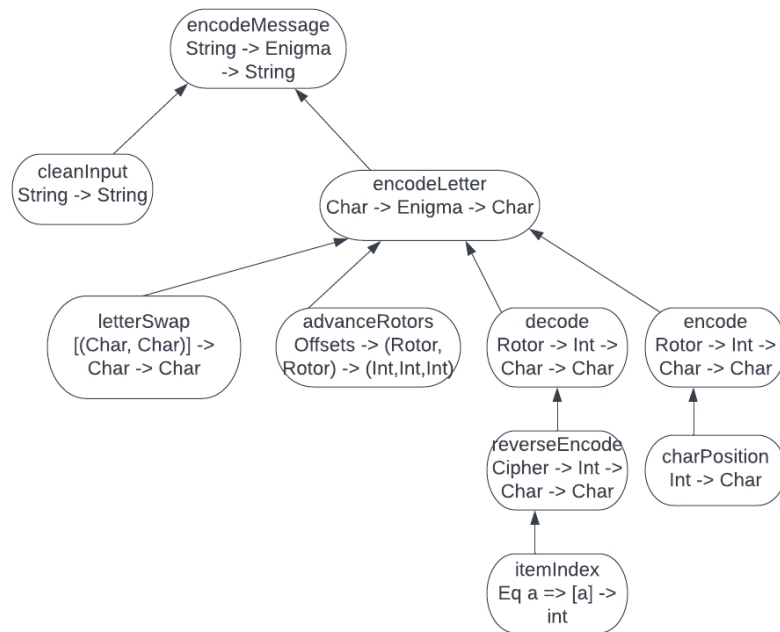 encodeMessage
String -> Enigma
-> String
cleanInput
String -> String
encodeLetter
Char -> Enigma -> Char
letterSwap
[(Char, Char)] ->
Char -> Char
advanceRotors
Offsets -> (Rotor,
Rotor) -> (Int,Int,Int)
decode
Rotor -> Int ->
Char -> Char
encode
Rotor -> Int ->
Char -> Char
reverseEncode
Cipher -> Int ->
Char -> Char
charPosition
Int -> Char
itemIndex
Eq a => [a] ->
int